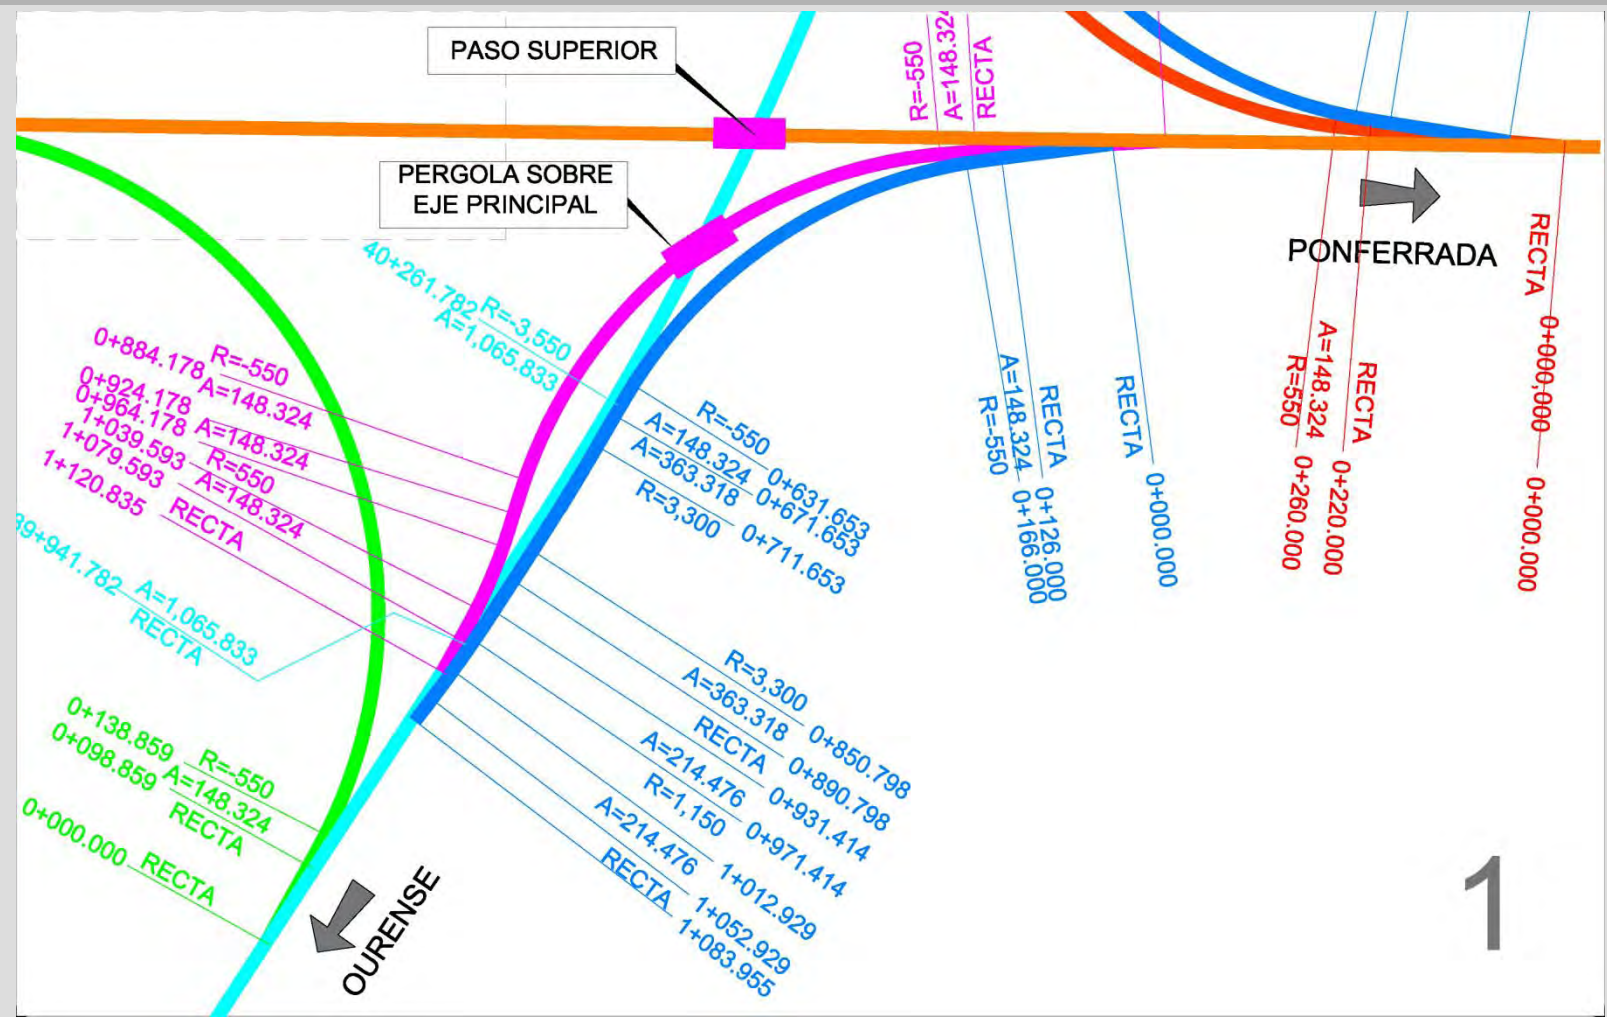 PASO SUPERIOR
PERGOLA SOBRE
EJE PRINCIPAL
R=-550
A=148.324
RECTA
PONFERRADA
40+261.782
R=-3,550
A=1,065.833
0+884.178
R=-550
A=148.324
0+924.178
0+964.178
A=148.324
1+039.593
R=550
1+079.593
A=148.324
1+120.835
RECTA
39+941.782
A=1,065.833
RECTA
0+138.859
R=-550
0+098.859
A=148.324
RECTA
0+000.000
RECTA
OURENSE
R=-550
0+631.653
A=148.324
A=363.318
0+671.653
R=3,300
0+711.653
R=3,300
0+850.798
A=363.318
0+890.798
RECTA
0+931.414
A=214.476
0+971.414
R=1,150
1+012.929
A=214.476
1+052.929
RECTA
1+083.955
R=-550
A=148.324
0+166.000
RECTA
0+126.000
RECTA
0+000.000
R=550
A=148.324
0+260.000
RECTA
0+220.000
RECTA
0+000,000
0+000.000
1